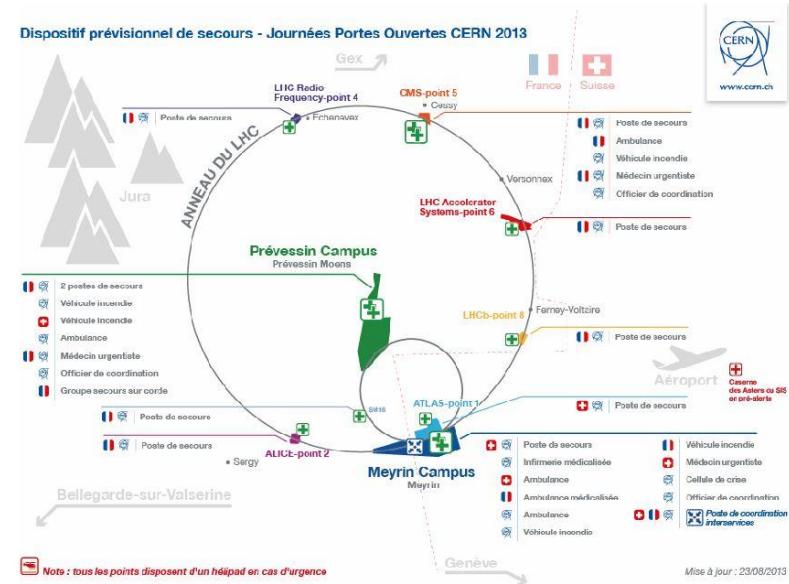 Dispositif prévisionnel de secours - Journées Portes Ouvertes CERN 2013
CERN
www.cern.ch
Gex
France
Suisse
LHC Radio
Frequency-point 4
Echenevex
Poste de secours
CMS-point 5
Cessy
Poste de secours
Ambulance
Véhicule incendie
Médecin urgentiste
Officier de coordination
ANNEAU DU LHC
Jura
Versonnex
LHC Accelerator
Systems-point 6
Poste de secours
Prévessin Campus
Prévessin Moens
2 postes de secours
Véhicule incendie
Véhicule incendie
Ambulance
Médecin urgentiste
Officier de coordination
Groupe secours sur corde
Ferney-Voltaire
LHCb-point 8
Poste de secours
Aéroport
Caserne
des Asters du SIS
en pré-alerte
ATLAS-point 1
Poste de secours
SM18
Poste de secours
Poste de secours
ALICE-point 2
Sergy
Meyrin Campus
Meyrin
Poste de secours
Infirmerie médicalisée
Ambulance
Ambulance médicalisée
Ambulance
Véhicule incendie
Véhicule incendie
Médecin urgentiste
Cellule de crise
Officier de coordination
Poste de coordination
interservices
Bellegarde-sur-Valserine
Genève
Note : tous les points disposent d'un hélipad en cas d'urgence
Mise à jour : 23/08/2013